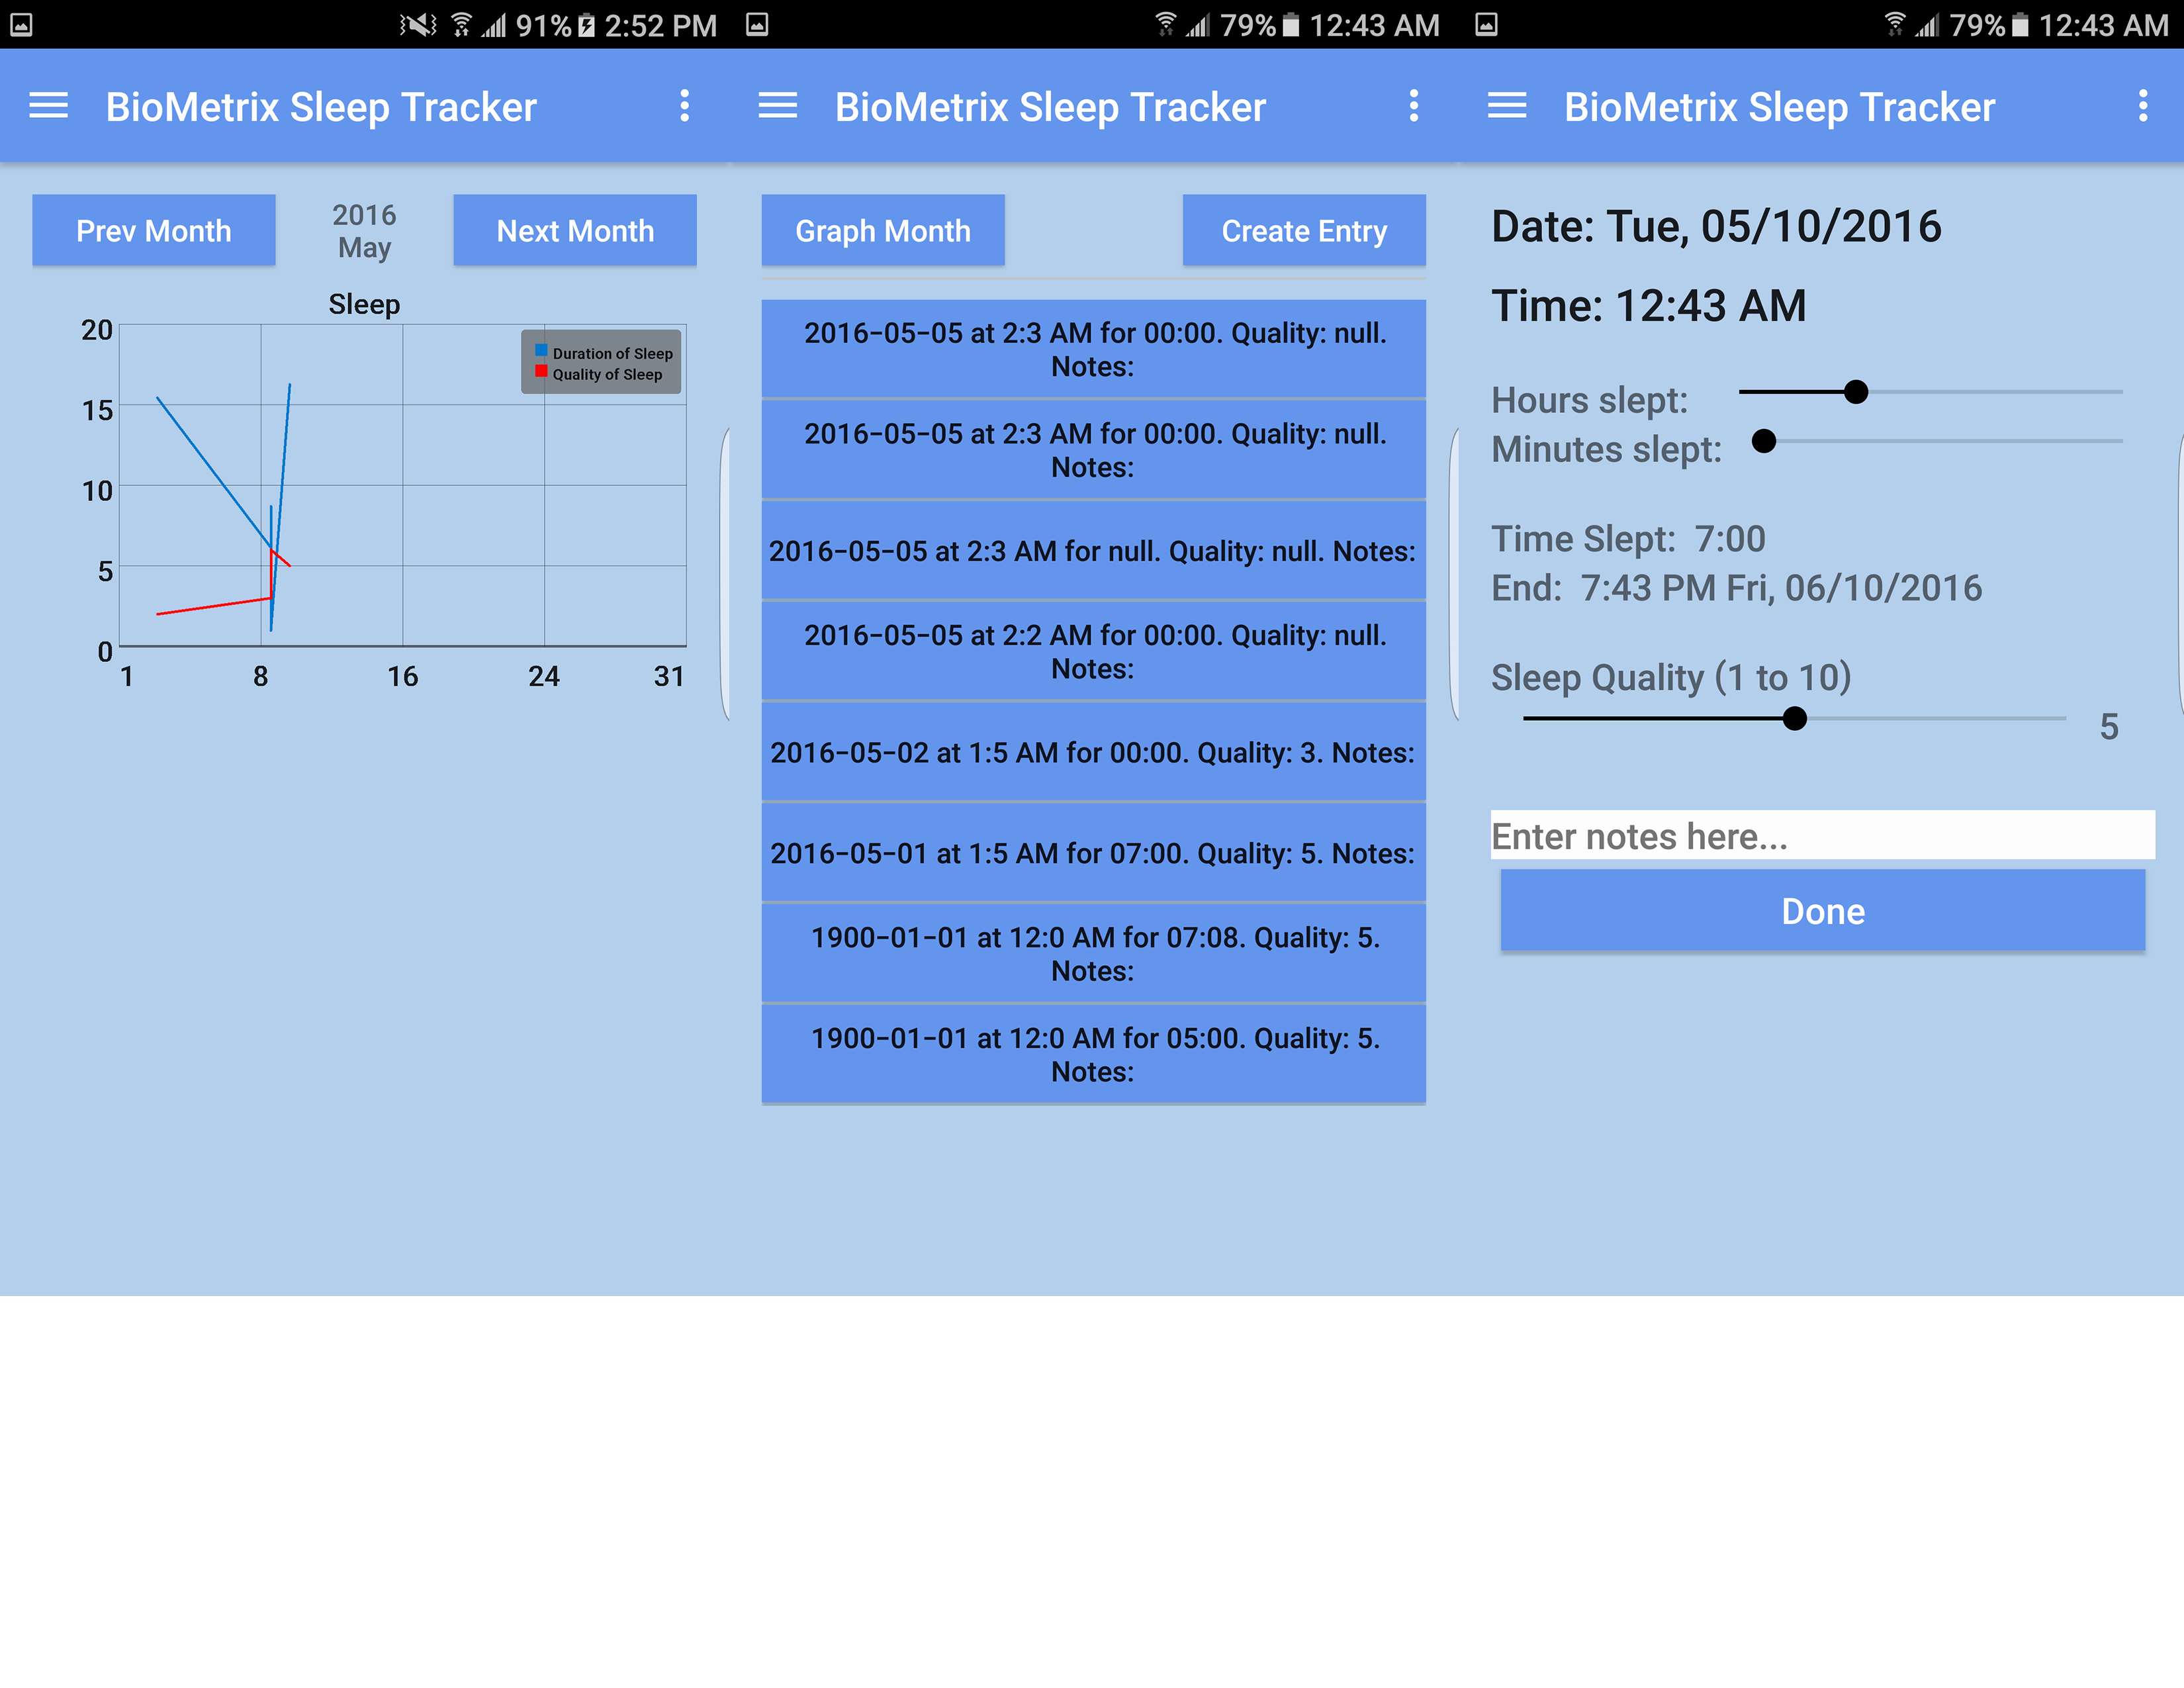 91% 2:52 PM
BioMetrix Sleep Tracker
Prev Month
2016
May
Next Month
Sleep
20
15
10
5
0
Duration of Sleep
Quality of Sleep
1 8 16 24 31
79% 12:43 AM
BioMetrix Sleep Tracker
Graph Month
Create Entry
2016-05-05 at 2:3 AM for 00:00. Quality: null.
Notes:
2016-05-05 at 2:3 AM for 00:00. Quality: null.
Notes:
2016-05-05 at 2:3 AM for null. Quality: null. Notes:
2016-05-05 at 2:2 AM for 00:00. Quality: null.
Notes:
2016-05-02 at 1:5 AM for 00:00. Quality: 3. Notes:
2016-05-01 at 1:5 AM for 07:00. Quality: 5. Notes:
1900-01-01 at 12:0 AM for 07:08. Quality: 5.
Notes:
1900-01-01 at 12:0 AM for 05:00. Quality: 5.
Notes:
79% 12:43 AM
BioMetrix Sleep Tracker
Date: Tue, 05/10/2016
Time: 12:43 AM
Hours slept:
Minutes slept:
Time Slept: 7:00
End: 7:43 PM Fri, 06/10/2016
Sleep Quality (1 to 10)
5
Enter notes here...
Done